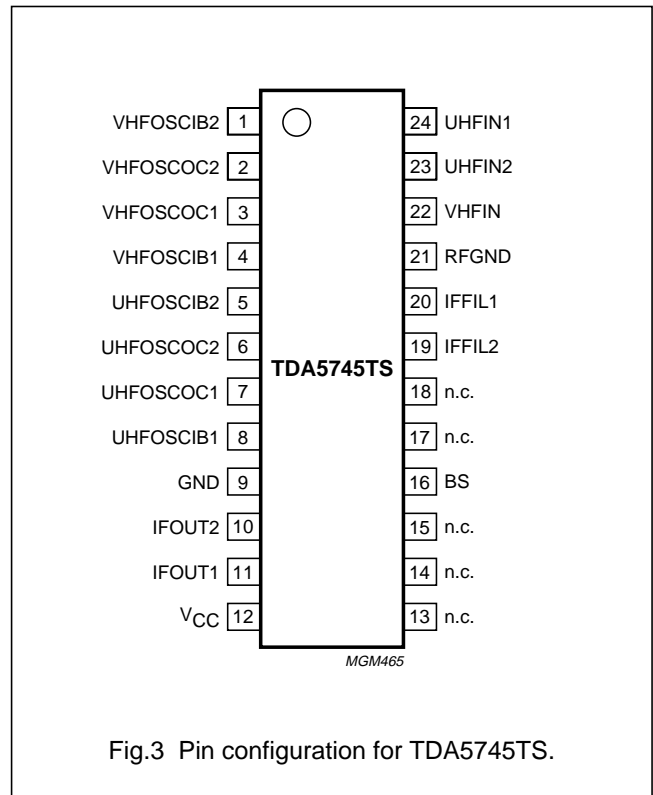 VHFOSCIB2 1 24 UHFIN1
VHFOSCOC2 2 23 UHFIN2
VHFOSCOC1 3 22 VHFIN
VHFOSCIB1 4 21 RFGND
UHFOSCIB2 5 20 IFFIL1
UHFOSCOC2 6 19 IFFIL2
TDA5745TS
UHFOSCOC1 7 18 n.c.
UHFOSCIB1 8 17 n.c.
GND 9 16 BS
IFOUT2 10 15 n.c.
IFOUT1 11 14 n.c.
VCC 12 13 n.c.
MGM465
Fig.3 Pin configuration for TDA5745TS.